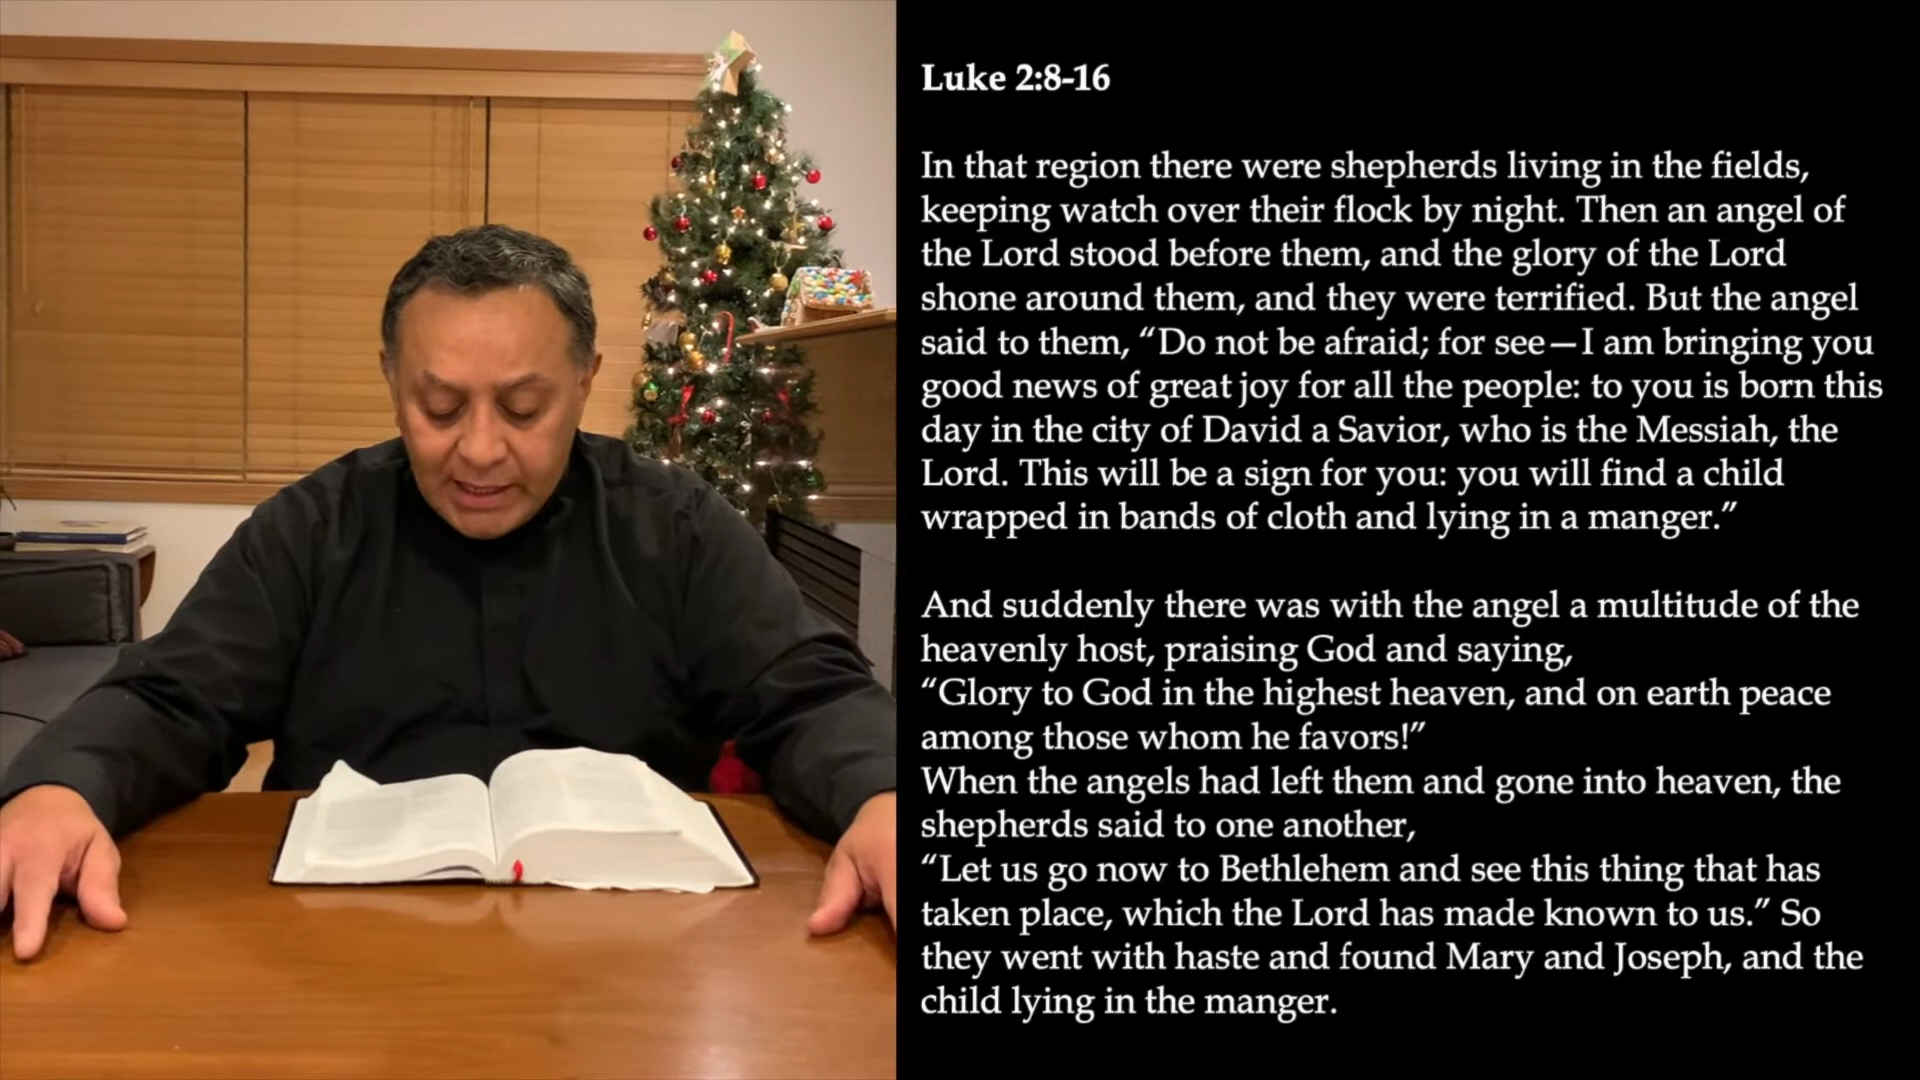 Luke 2:8-16
In that region there were shepherds living in the fields,
keeping watch over their flock by night. Then an angel of
the Lord stood before them, and the glory of the Lord
shone around them, and they were terrified. But the angel
said to them, “Do not be afraid; for see—I am bringing you
good news of great joy for all the people: to you is born this
day in the city of David a Savior, who is the Messiah, the
Lord. This will be a sign for you: you will find a child
wrapped in bands of cloth and lying in a manger.”
And suddenly there was with the angel a multitude of the
heavenly host, praising God and saying,
“Glory to God in the highest heaven, and on earth peace
among those whom he favors!”
When the angels had left them and gone into heaven, the
shepherds said to one another,
“Let us go now to Bethlehem and see this thing that has
taken place, which the Lord has made known to us.” So
they went with haste and found Mary and Joseph, and the
child lying in the manger.